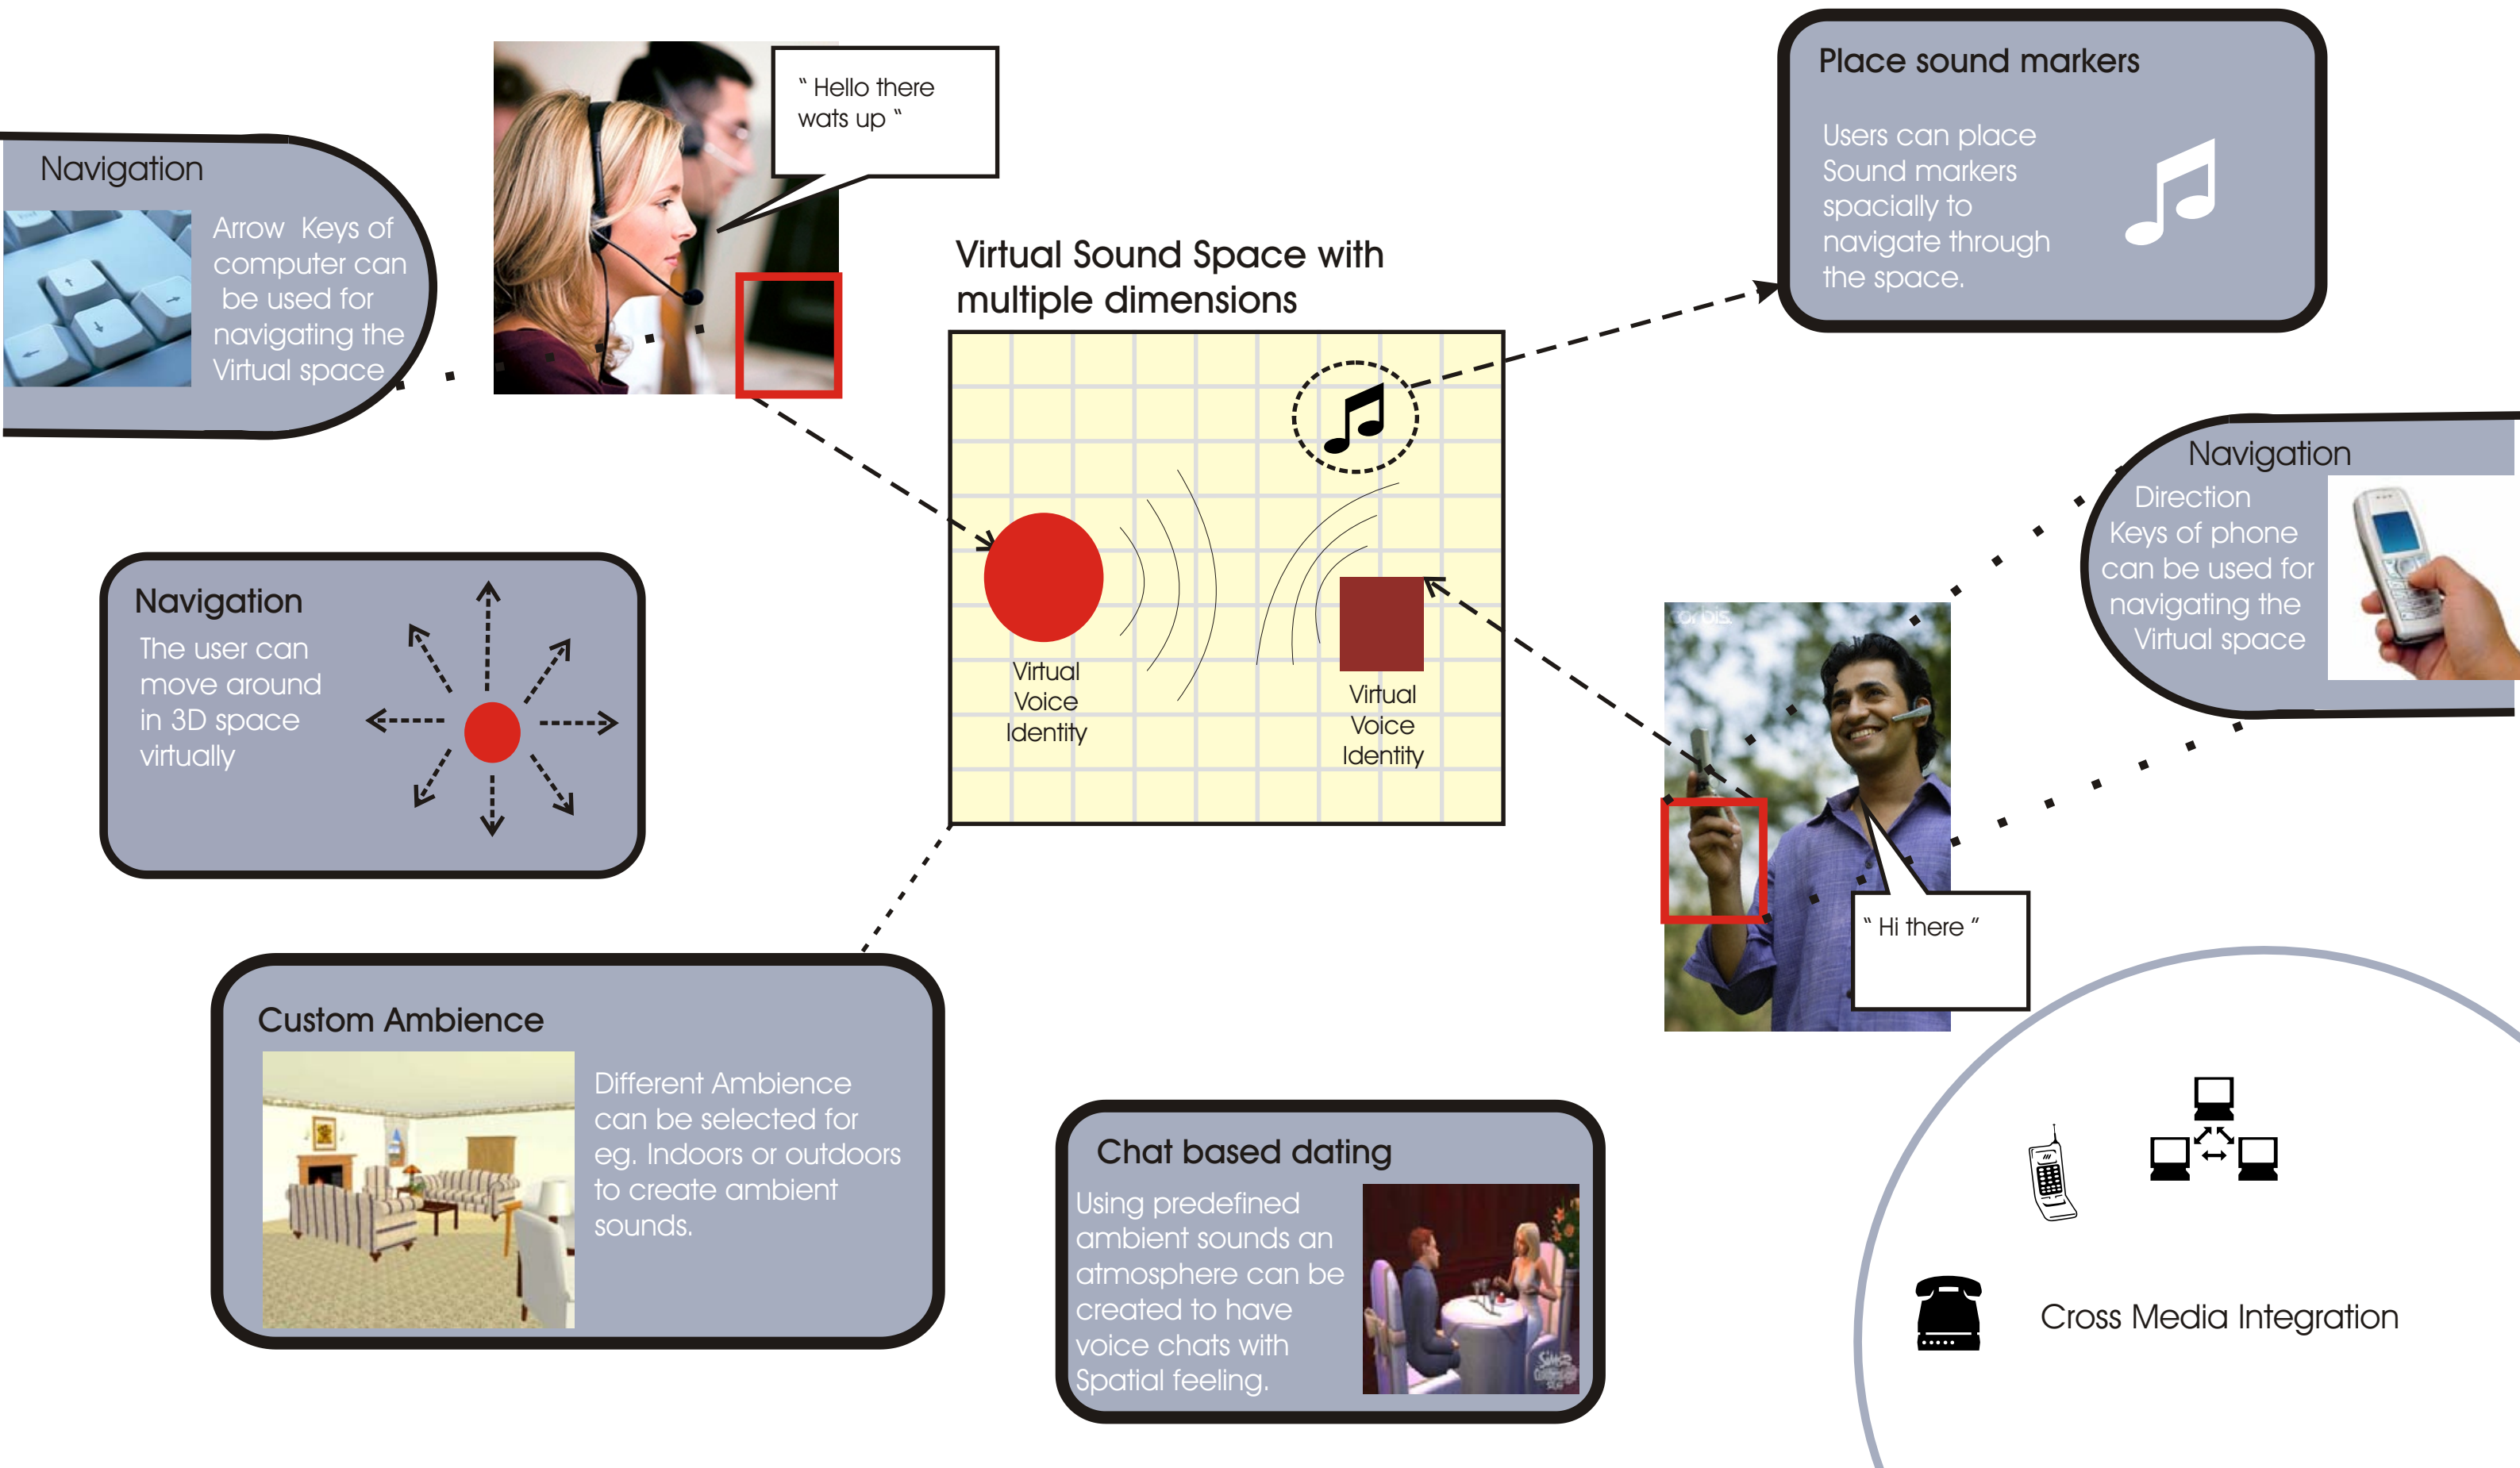 Navigation
Arrow  Keys of
computer can
be used for
navigating the
Virtual space
“ Hello there
wats up “
Virtual Sound Space with
multiple dimensions
Virtual
Voice
Identity
Virtual
Voice
Identity
Place sound markers
Users can place
Sound markers
spacially to
navigate through
the space.
Navigation
Direction
Keys of phone
can be used for
navigating the
Virtual space
Navigation
The user can
move around
in 3D space
virtually
corbis.
“ Hi there ”
Custom Ambience
Different Ambience
can be selected for
eg. Indoors or outdoors
to create ambient
sounds.
Chat based dating
Using predefined
ambient sounds an
atmosphere can be
created to have
voice chats with
Spatial feeling.
Cross Media Integration